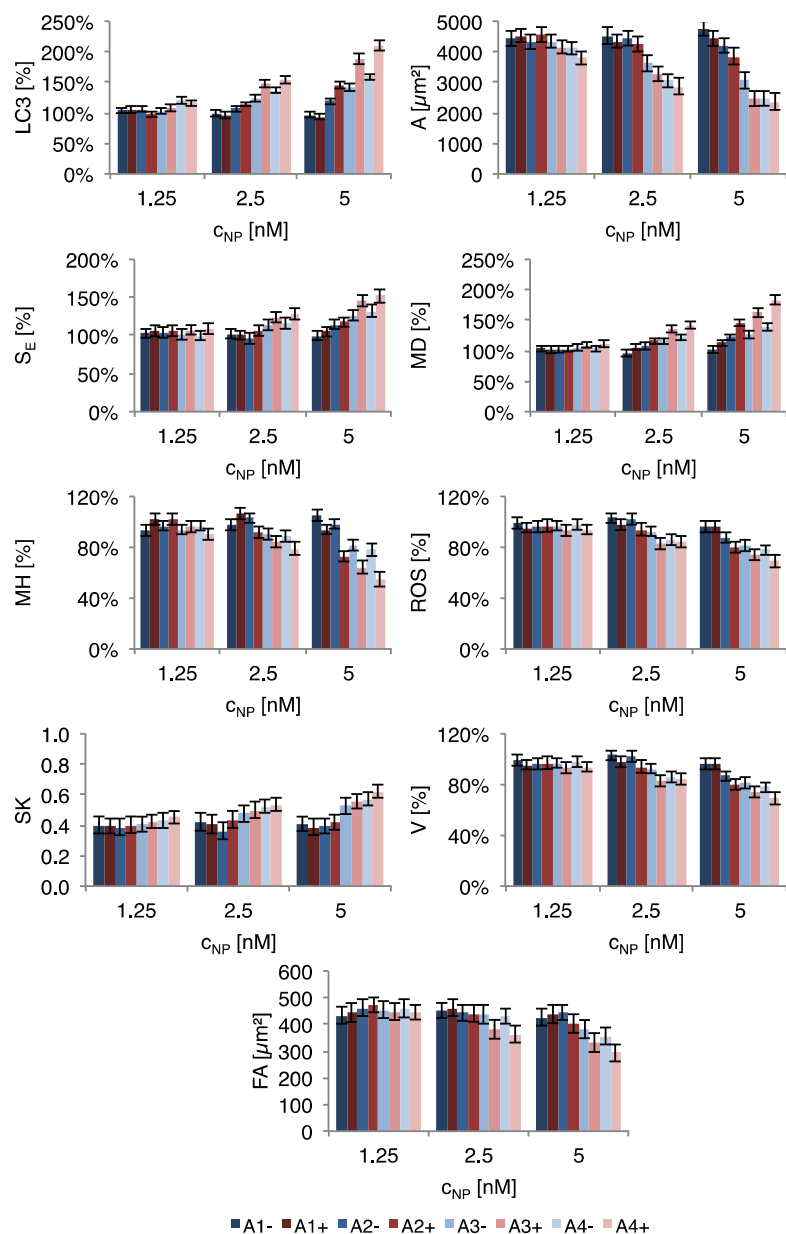 LC3 [%]
250%
200%
150%
100%
50%
0%
1.25 2.5 5
cNP [nM]
A [µm²]
5000
4000
3000
2000
1000
0
1.25 2.5 5
cNP [nM]
SE [%]
200%
150%
100%
50%
0%
1.25 2.5 5
cNP [nM]
MD [%]
250%
200%
150%
100%
50%
0%
1.25 2.5 5
cNP [nM]
MH [%]
120%
80%
40%
0%
1.25 2.5 5
cNP [nM]
ROS [%]
120%
80%
40%
0%
1.25 2.5 5
cNP [nM]
SK
1.0
0.8
0.6
0.4
0.2
0.0
1.25 2.5 5
cNP [nM]
V [%]
120%
80%
40%
0%
1.25 2.5 5
cNP [nM]
FA [µm²]
600
500
400
300
200
100
0
1.25 2.5 5
cNP [nM]
A1- A1+ A2- A2+ A3- A3+ A4- A4+